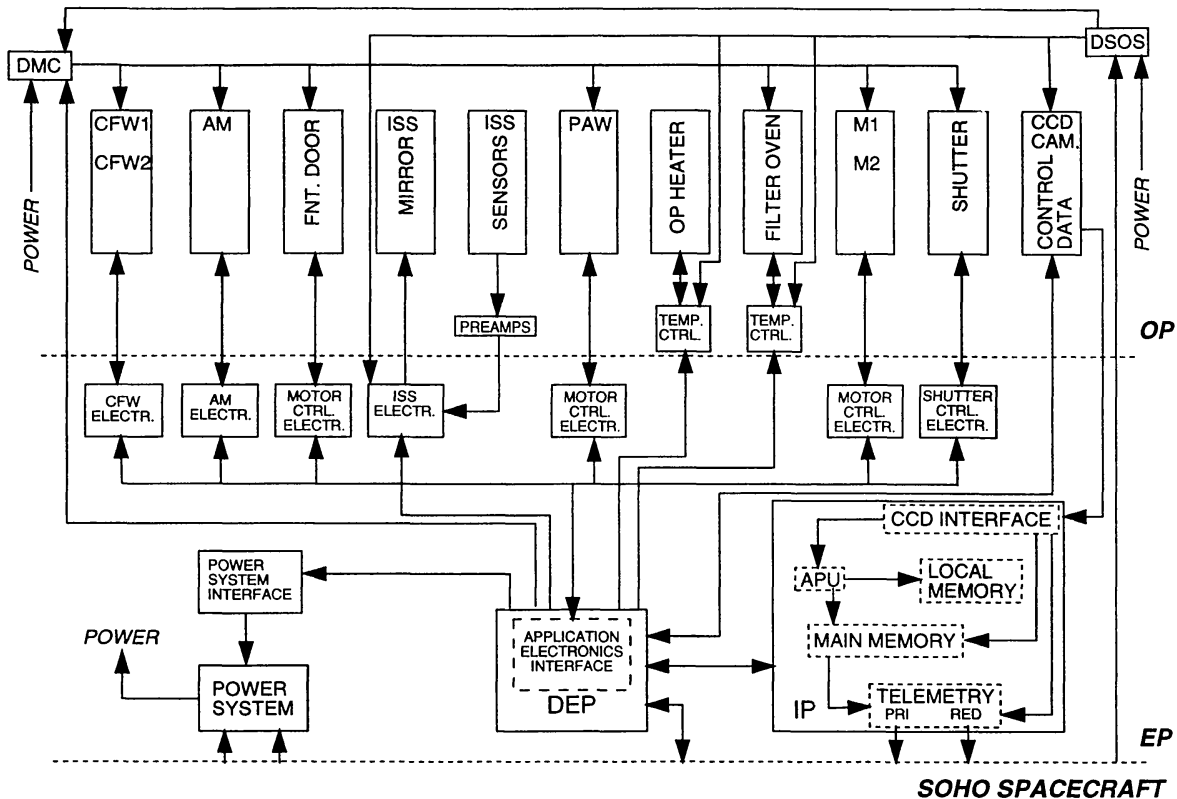 DSOS
DMC
CFW1
CFW2
AM
FNT. DOOR
ISS
MIRROR
ISS
SENSORS
PAW
OP HEATER
FILTER OVEN
M1
M2
SHUTTER
CCD
CAM.
CONTROL
DATA
POWER
POWER
PREAMPS
TEMP.
CTRL.
TEMP.
CTRL.
OP
CFW
ELECTR.
AM
ELECTR.
MOTOR
CTRL.
ELECTR.
ISS
ELECTR.
MOTOR
CTRL.
ELECTR.
MOTOR
CTRL.
ELECTR.
SHUTTER
CTRL.
ELECTR.
CCD INTERFACE
POWER
SYSTEM
INTERFACE
APU
LOCAL
MEMORY
POWER
APPLICATION
ELECTRONICS
INTERFACE
DEP
MAIN MEMORY
POWER
SYSTEM
IP
TELEMETRY
PRI RED
EP
SOHO SPACECRAFT